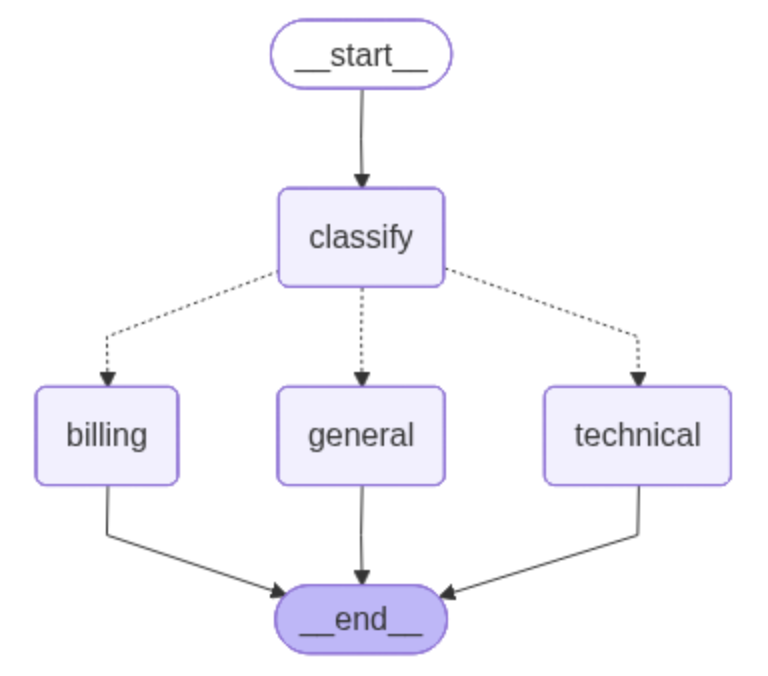 __start__
classify
billing
general
technical
__end__